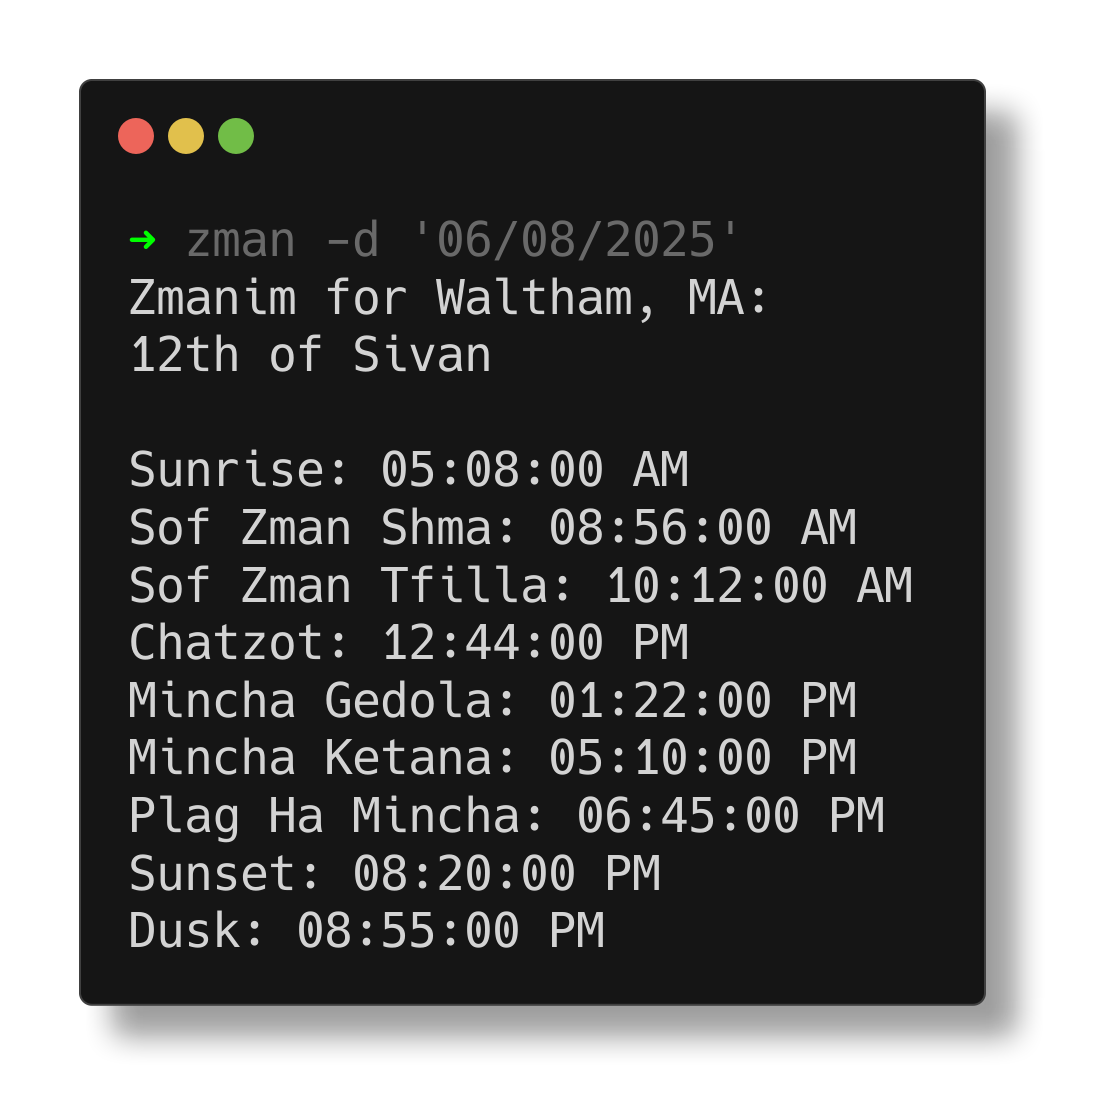 ➜ zman -d '06/08/2025'
Zmanim for Waltham, MA:
12th of Sivan

Sunrise: 05:08:00 AM
Sof Zman Shma: 08:56:00 AM
Sof Zman Tfilla: 10:12:00 AM
Chatzot: 12:44:00 PM
Mincha Gedola: 01:22:00 PM
Mincha Ketana: 05:10:00 PM
Plag Ha Mincha: 06:45:00 PM
Sunset: 08:20:00 PM
Dusk: 08:55:00 PM